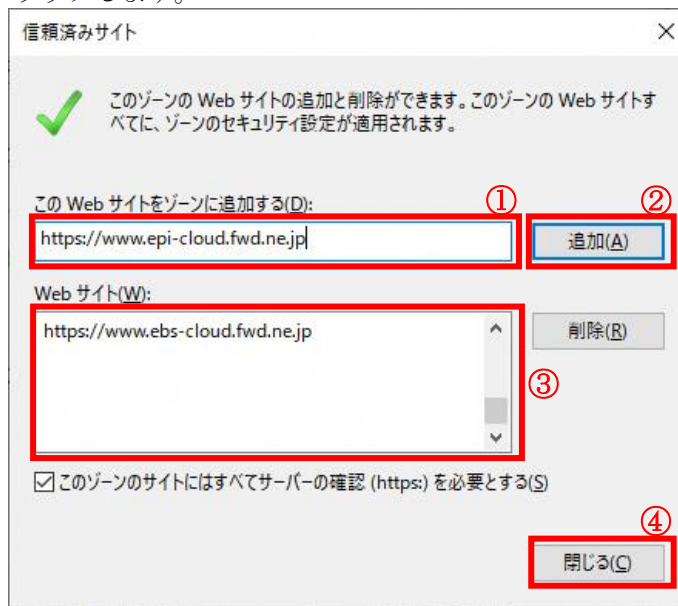 クリックします。
信頼済みサイト
このゾーンの Web サイトの追加と削除ができます。このゾーンの Web サイトす
べてに、ゾーンのセキュリティ設定が適用されます。
この Web サイトをゾーンに追加する(D):
①
②
https://www.epi-cloud.fwd.ne.jp
追加(A)
Web サイト(W):
https://www.ebs-cloud.fwd.ne.jp
削除(R)
③
このゾーンのサイトにはすべてサーバーの確認 (https:) を必要とする(S)
④
閉じる(C)